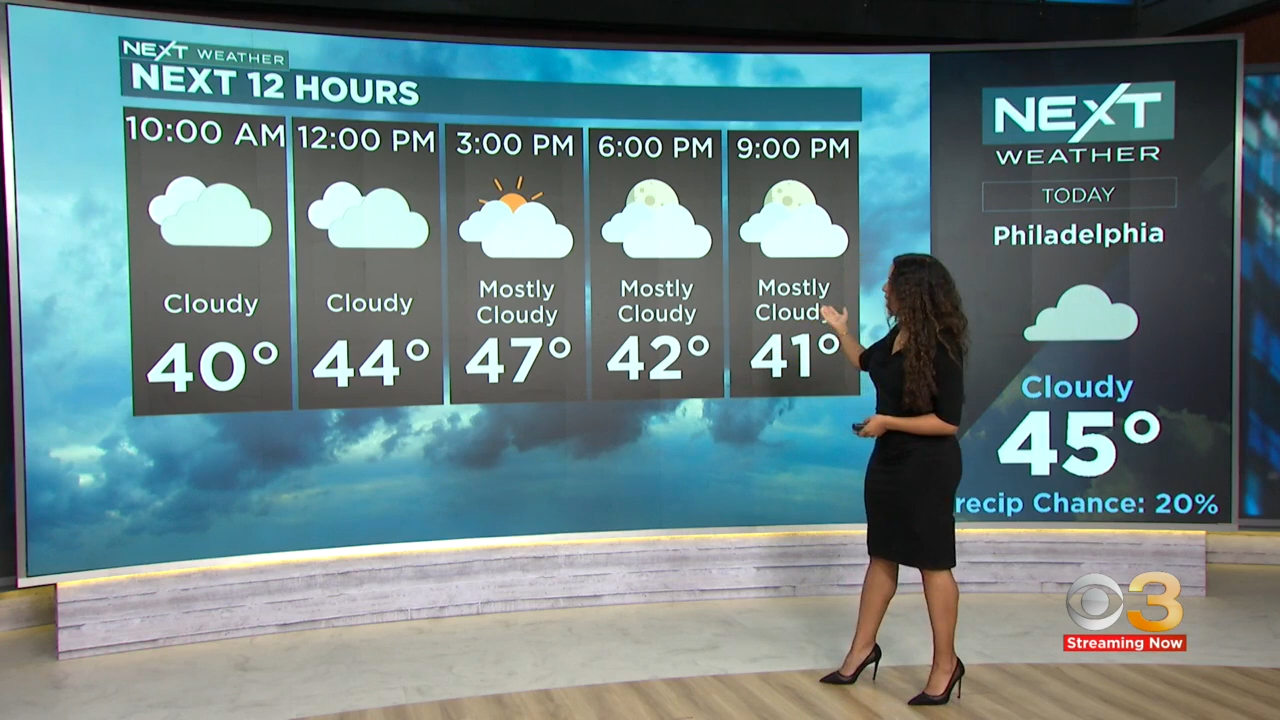 NEXT WEATHER
NEXT 12 HOURS
10:00 AM
Cloudy
40°
12:00 PM
Cloudy
44°
3:00 PM
Mostly
Cloudy
47°
6:00 PM
Mostly
Cloudy
42°
9:00 PM
Mostly
Cloudy
41°
NEXT
WEATHER
TODAY
Philadelphia
Cloudy
45°
recip Chance: 20%
3
Streaming Now